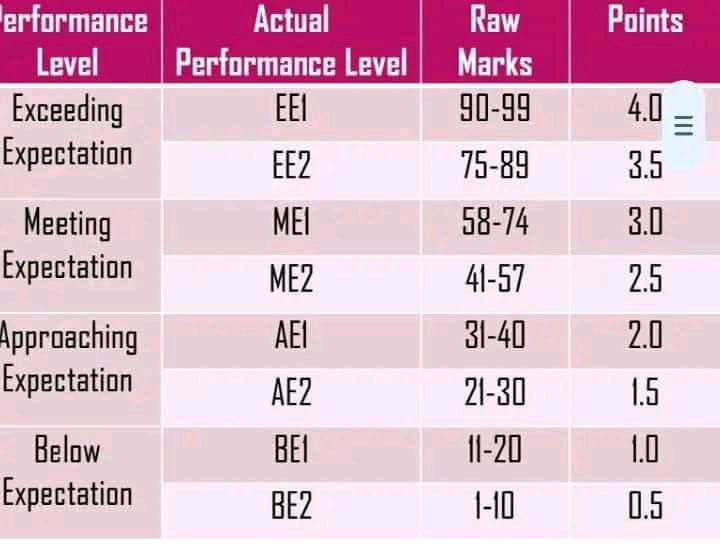 Performance Level | Actual Performance Level | Raw Marks | Points
Exceeding Expectation | EE1 | 90-99 | 4.0
EE2 | 75-89 | 3.5
Meeting Expectation | ME1 | 58-74 | 3.0
ME2 | 41-57 | 2.5
Approaching Expectation | AE1 | 31-40 | 2.0
AE2 | 21-30 | 1.5
Below Expectation | BE1 | 11-20 | 1.0
BE2 | 1-10 | 0.5